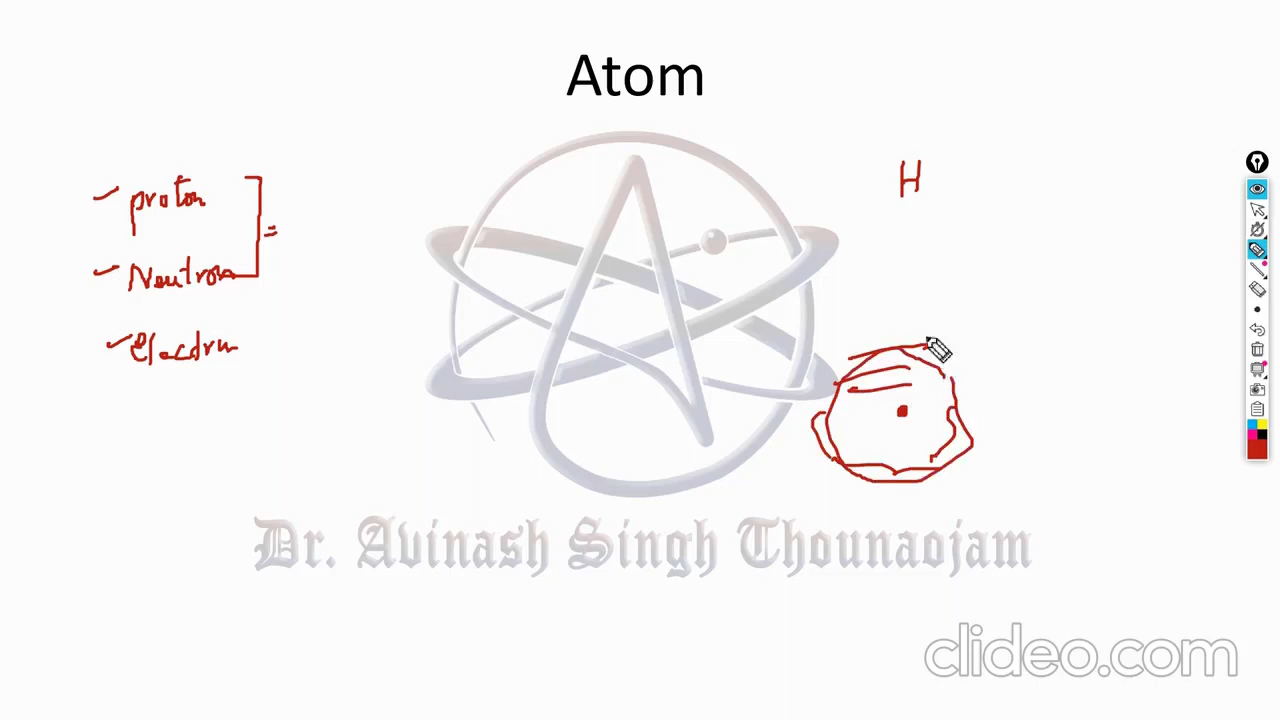 Atom
proton
H
=
Neutron
Electron
Dr. Avinash Singh Thounaojam
clideo.com